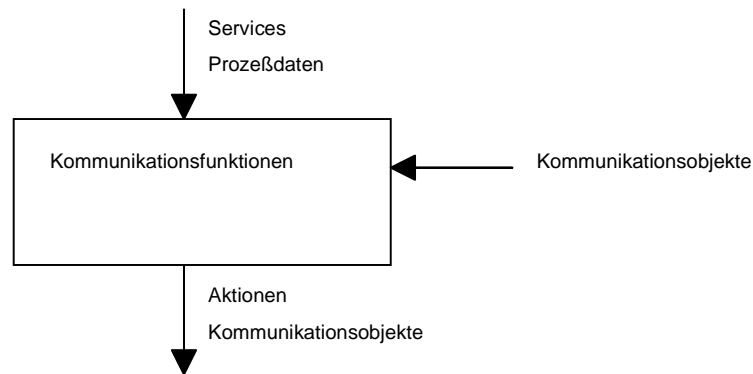 Services
Prozeßdaten
Kommunikationsfunktionen
Kommunikationsobjekte
Aktionen
Kommunikationsobjekte